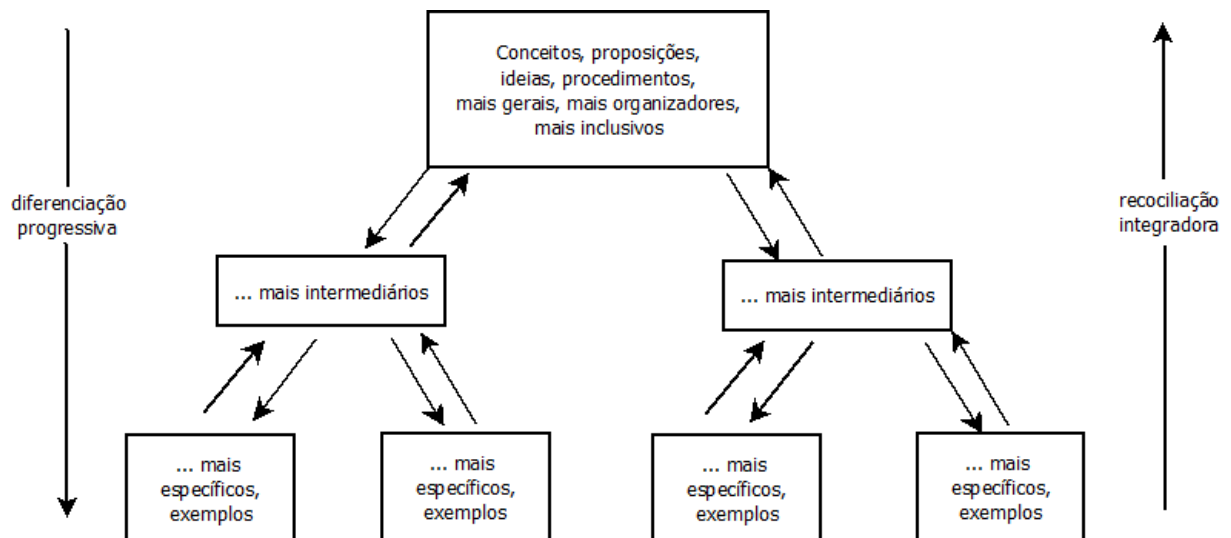 Conceitos, proposições,
ideias, procedimentos,
mais gerais, mais organizadores,
mais inclusivos
diferenciação
progressiva
recociliação
integradora
... mais intermediários
... mais intermediários
... mais
específicos,
exemplos
... mais
específicos,
exemplos
... mais
específicos,
exemplos
... mais
específicos,
exemplos